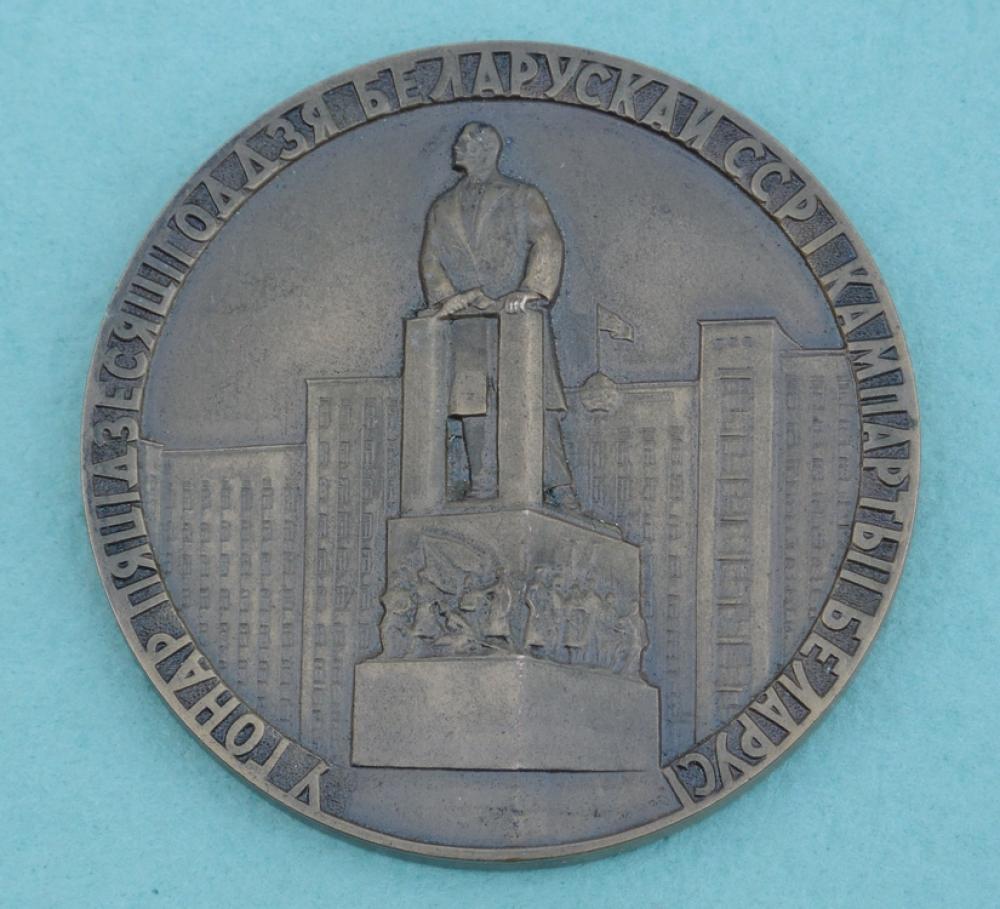 У ГОНАР ПЯЦІДЗЕСЯЦІГОДДЗЯ БЕЛАРУСКАЙ ССР І КАМПАРТЫІ БЕЛАРУСІ